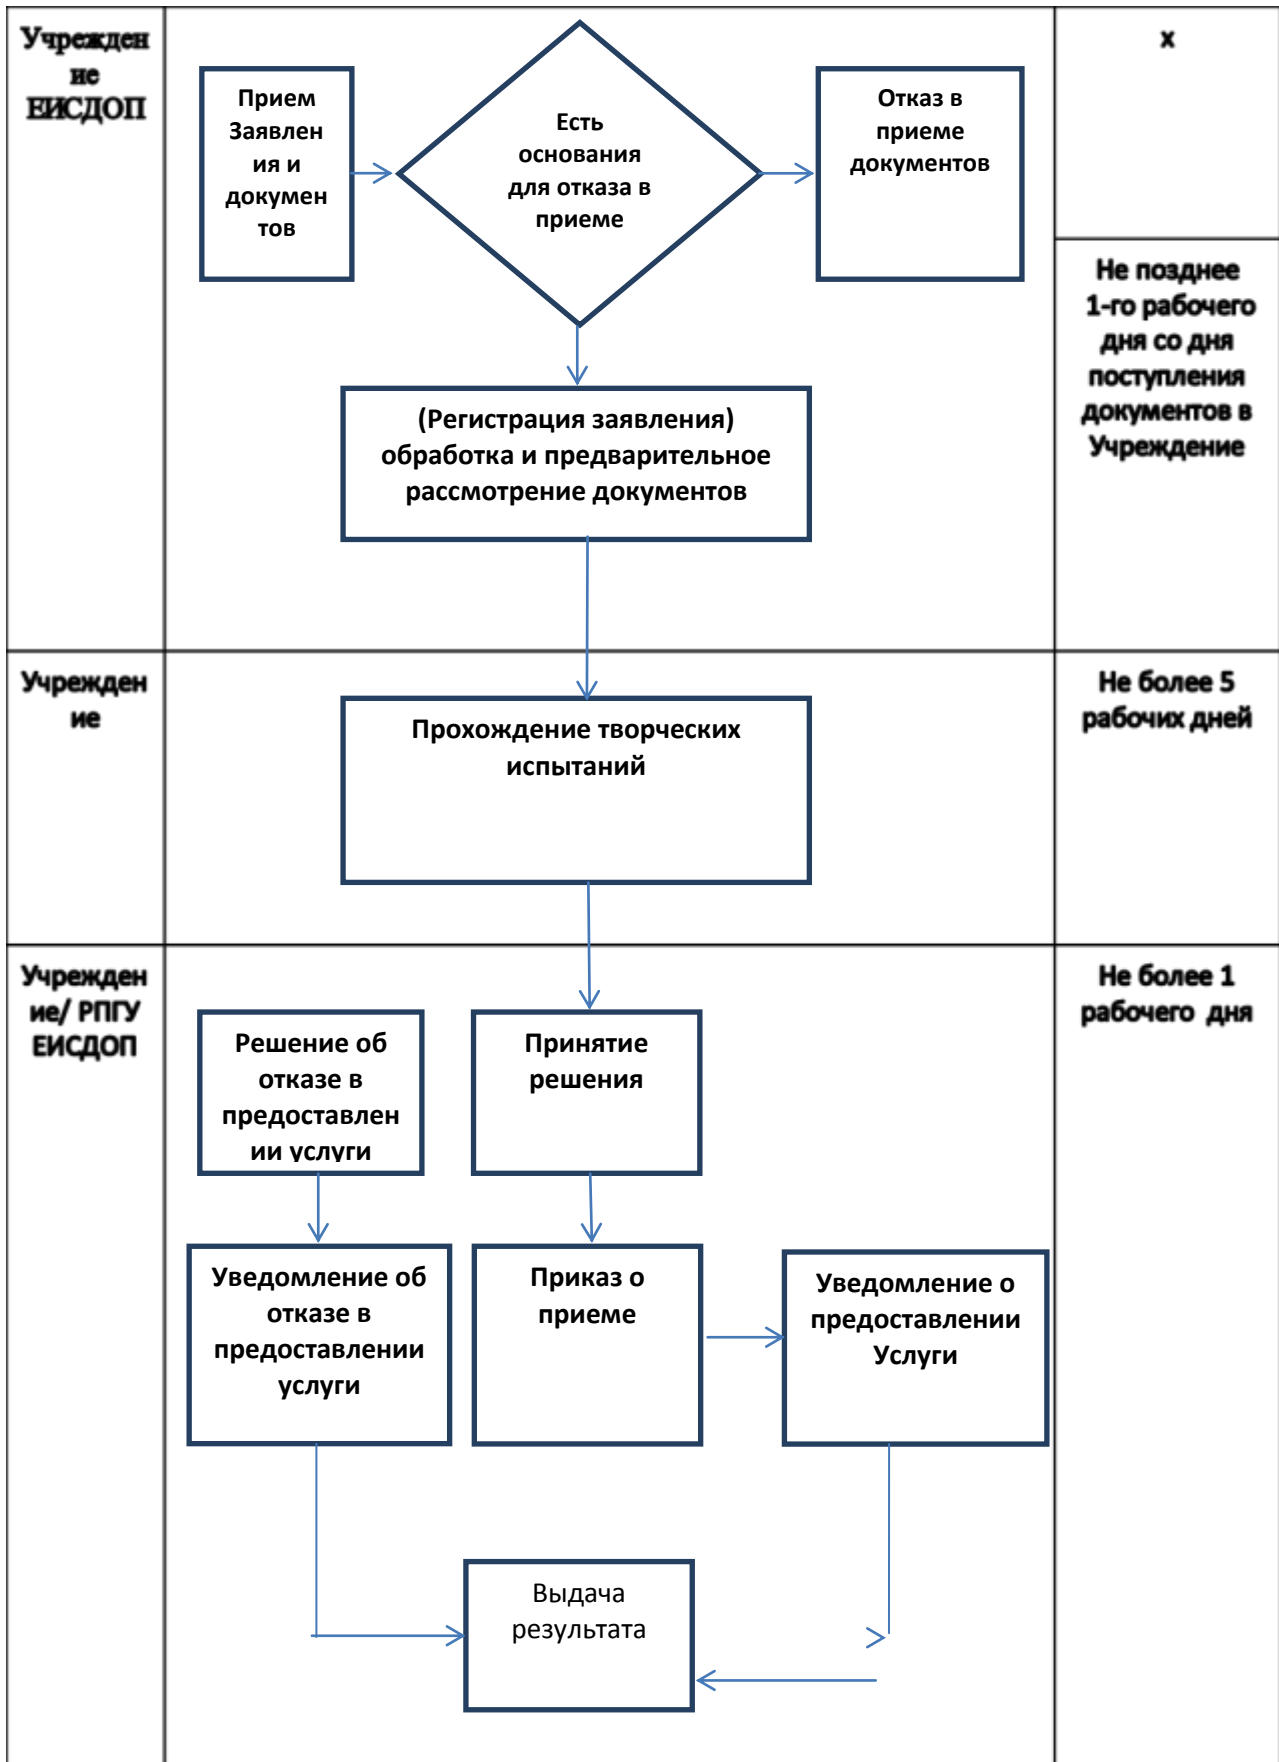 Учрежден
ие
ЕИСДОП
Прием
Заявлен
ия и
докумен
тов
Есть
основания
для отказа в
приеме
Отказ в
приеме
документов
х
Не позднее
1-го рабочего
дня со дня
поступления
документов в
Учреждение
(Регистрация заявления)
обработка и предварительное
рассмотрение документов
Учрежден
ие
Прохождение творческих
испытаний
Не более 5
рабочих дней
Учрежден
ие/ РПГУ
ЕИСДОП
Решение об
отказе в
предоставлен
ии услуги
Принятие
решения
Не более 1
рабочего дня
Уведомление об
отказе в
предоставлении
услуги
Приказ о
приеме
Уведомление о
предоставлении
Услуги
Выдача
результата